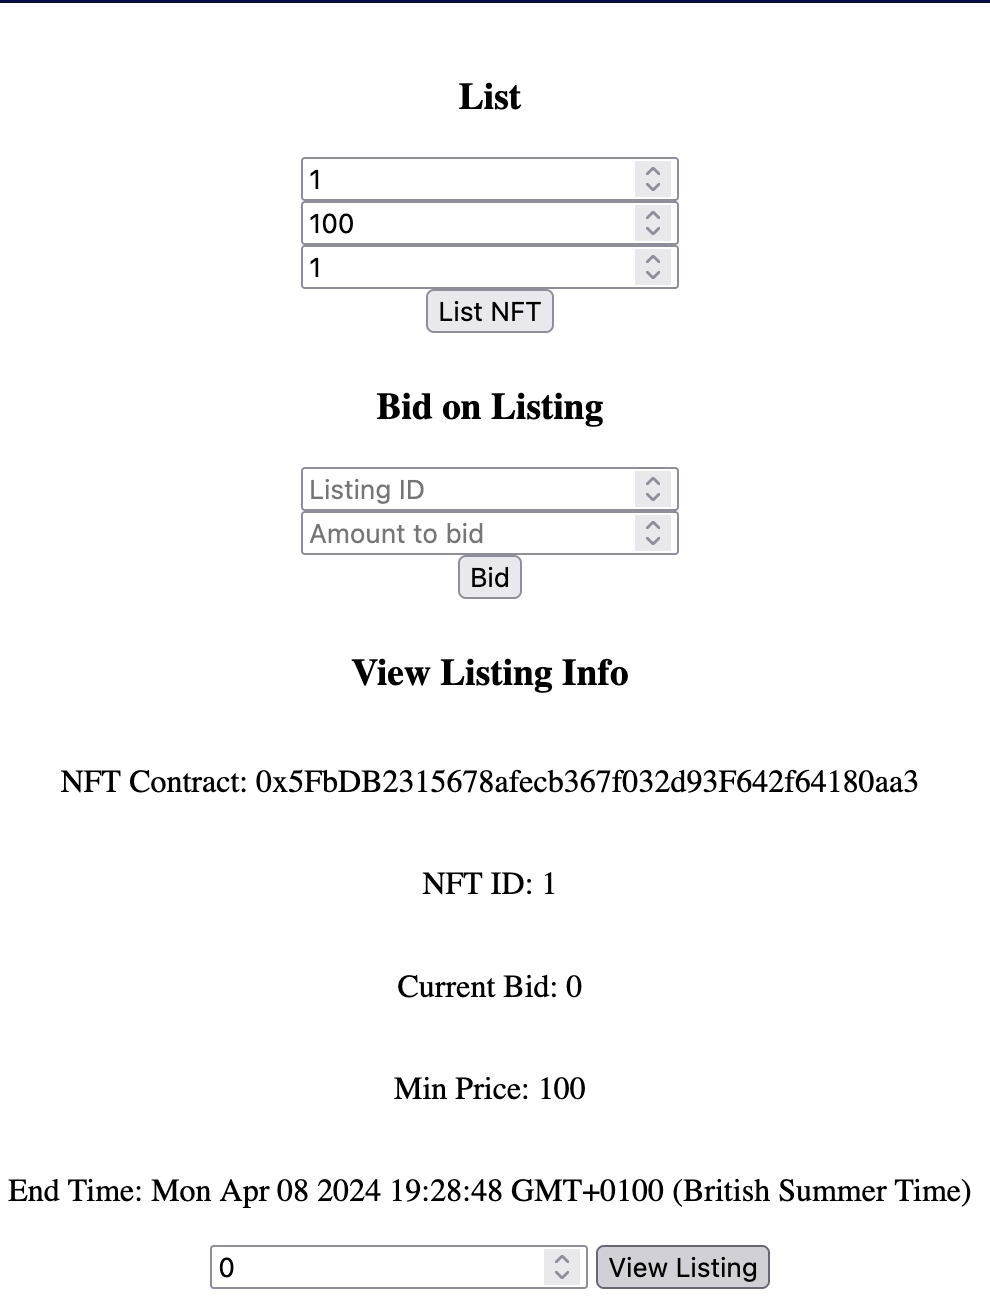 List
1
100
1
List NFT
Bid on Listing
Listing ID
Amount to bid
Bid
View Listing Info
NFT Contract: 0x5FbDB2315678afecb367f032d93F642f64180aa3
NFT ID: 1
Current Bid: 0
Min Price: 100
End Time: Mon Apr 08 2024 19:28:48 GMT+0100 (British Summer Time)
0 View Listing